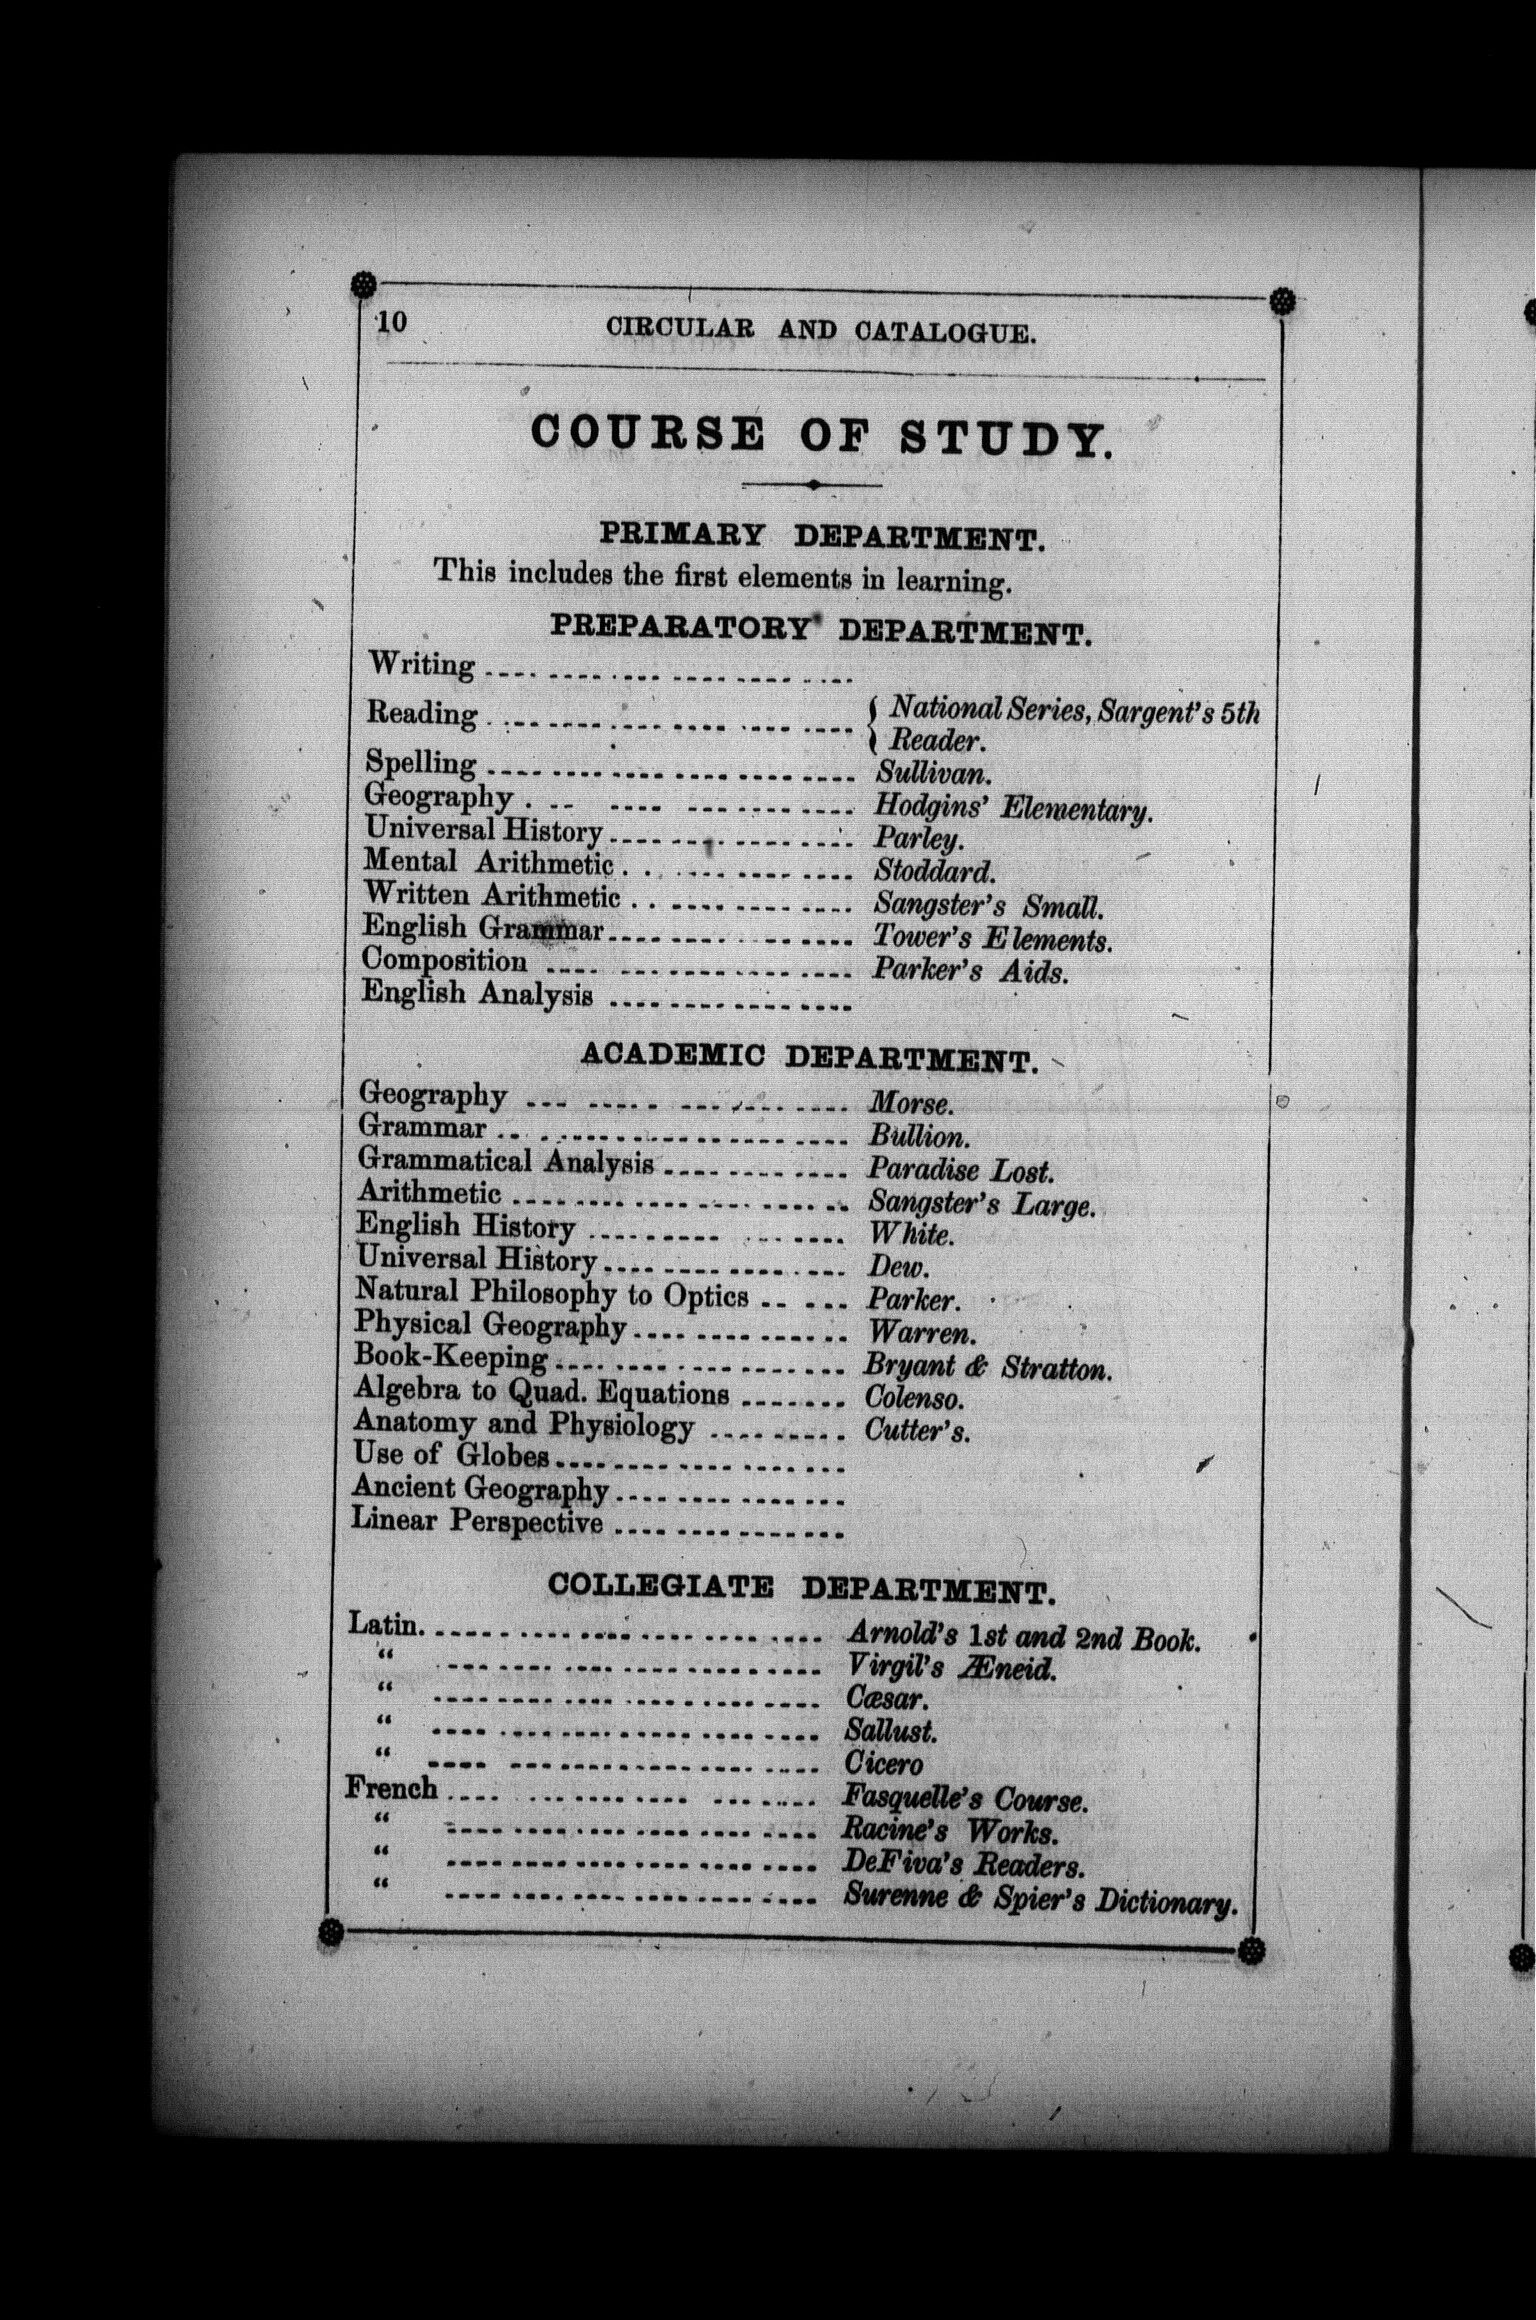 10 CIRCULAR AND CATALOGUE.
COURSE OF STUDY.
PRIMARY DEPARTMENT.
This includes the first elements in learning.
PREPARATORY DEPARTMENT.
Writing
Reading { National Series, Sargent's 5th
Reader.
Spelling Sullivan.
Geography Hodgins' Elementary.
Universal History Parley.
Mental Arithmetic Stoddard.
Written Arithmetic Sangster's Small.
English Grammar Tower's Elements.
Composition Parker's Aids.
English Analysis
ACADEMIC DEPARTMENT.
Geography Morse.
Grammar Bullion.
Grammatical Analysis Paradise Lost.
Arithmetic Sangster's Large.
English History White.
Universal History Dew.
Natural Philosophy to Optics Parker.
Physical Geography Warren.
Book-Keeping Bryant & Stratton.
Algebra to Quad. Equations Colenso.
Anatomy and Physiology Cutter's.
Use of Globes
Ancient Geography
Linear Perspective
COLLEGIATE DEPARTMENT.
Latin. Arnold's 1st and 2nd Book.
" Virgil's Æneid.
" Cæsar.
" Sallust.
" Cicero
French Fasquelle's Course.
" Racine's Works.
" DeFiva's Readers.
" Surenne & Spier's Dictionary.